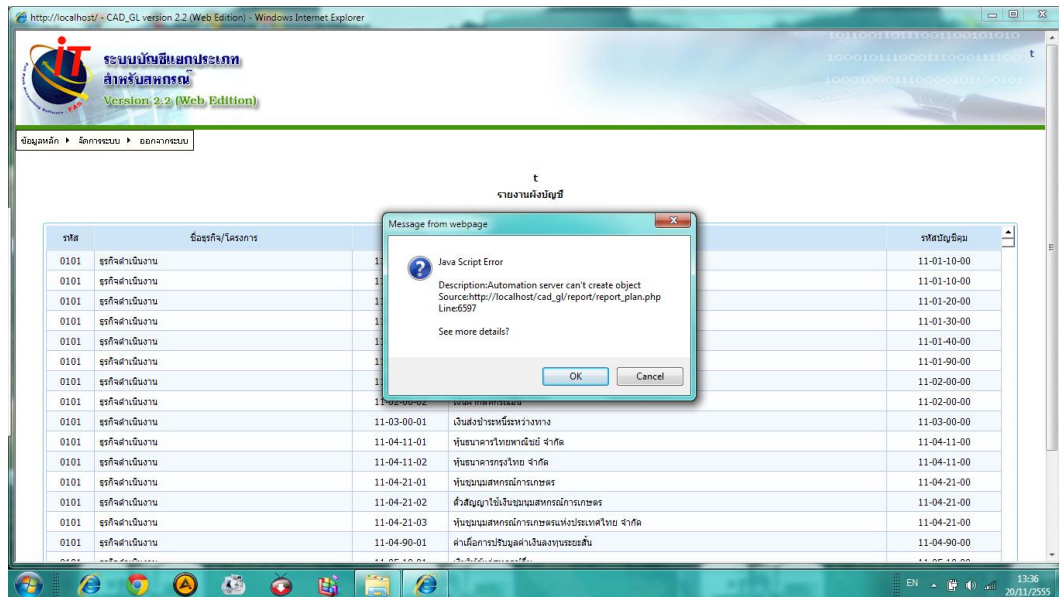 http://localhost/ - CAD_GL version 2.2 (Web Edition) - Windows Internet Explorer
iT
ระบบบัญชีแยกประเภท
สำหรับสหกรณ์
Version 2.2 (Web Edition)
t
ข้อมูลหลัก จัดการระบบ ออกจากระบบ
t
รายงานผังบัญชี
รหัส ชื่อธุรกิจ/โครงการ รหัสบัญชีคุม
Message from webpage
Java Script Error
Description:Automation server can't create object
Source:http://localhost/cad_gl/report/report_plan.php
Line:6597
See more details?
OK Cancel
0101 ธุรกิจดำเนินงาน 11-01-10-00
0101 ธุรกิจดำเนินงาน 11-01-10-00
0101 ธุรกิจดำเนินงาน 11-01-20-00
0101 ธุรกิจดำเนินงาน 11-01-30-00
0101 ธุรกิจดำเนินงาน 11-01-40-00
0101 ธุรกิจดำเนินงาน 11-01-90-00
0101 ธุรกิจดำเนินงาน 11-02-00-00
0101 ธุรกิจดำเนินงาน 11-02-00-02 11-02-00-00
0101 ธุรกิจดำเนินงาน 11-03-00-01 เงินส่งชำระหนี้ระหว่างทาง 11-03-00-00
0101 ธุรกิจดำเนินงาน 11-04-11-01 หุ้นธนาคารไทยพาณิชย์ จำกัด 11-04-11-00
0101 ธุรกิจดำเนินงาน 11-04-11-02 หุ้นธนาคารกรุงไทย จำกัด 11-04-11-00
0101 ธุรกิจดำเนินงาน 11-04-21-01 หุ้นชุมนุมสหกรณ์การเกษตร 11-04-21-00
0101 ธุรกิจดำเนินงาน 11-04-21-02 ตั๋วสัญญาใช้เงินชุมนุมสหกรณ์การเกษตร 11-04-21-00
0101 ธุรกิจดำเนินงาน 11-04-21-03 หุ้นชุมนุมสหกรณ์การเกษตรแห่งประเทศไทย จำกัด 11-04-21-00
0101 ธุรกิจดำเนินงาน 11-04-90-01 ค่าเผื่อการปรับมูลค่าเงินลงทุนระยะสั้น 11-04-90-00
EN 13:36
20/11/2555